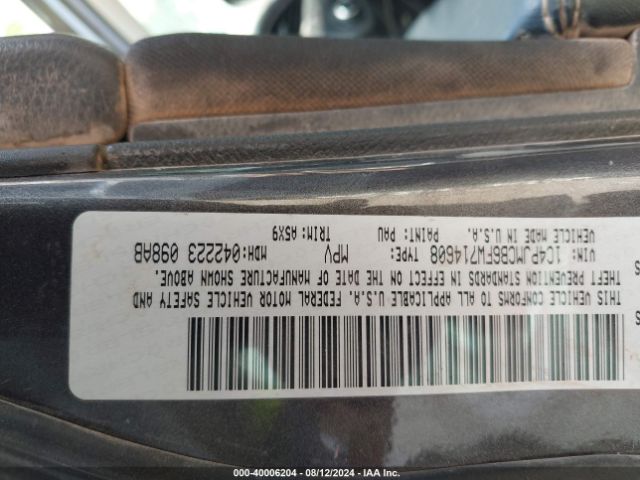 THIS VEHICLE CONFORMS TO ALL APPLICABLE U.S.A. FEDERAL MOTOR VEHICLE SAFETY AND
THEFT PREVENTION STANDARDS IN EFFECT ON THE DATE OF MANUFACTURE SHOWN ABOVE.
VIN: 1C4PJMCB6FW714608 TYPE: MPV MDH:042223 098AB
VEHICLE MADE IN U.S.A. PAINT: PAU TRIM: A5X9
000-40006204 - 08/12/2024 - IAA Inc.